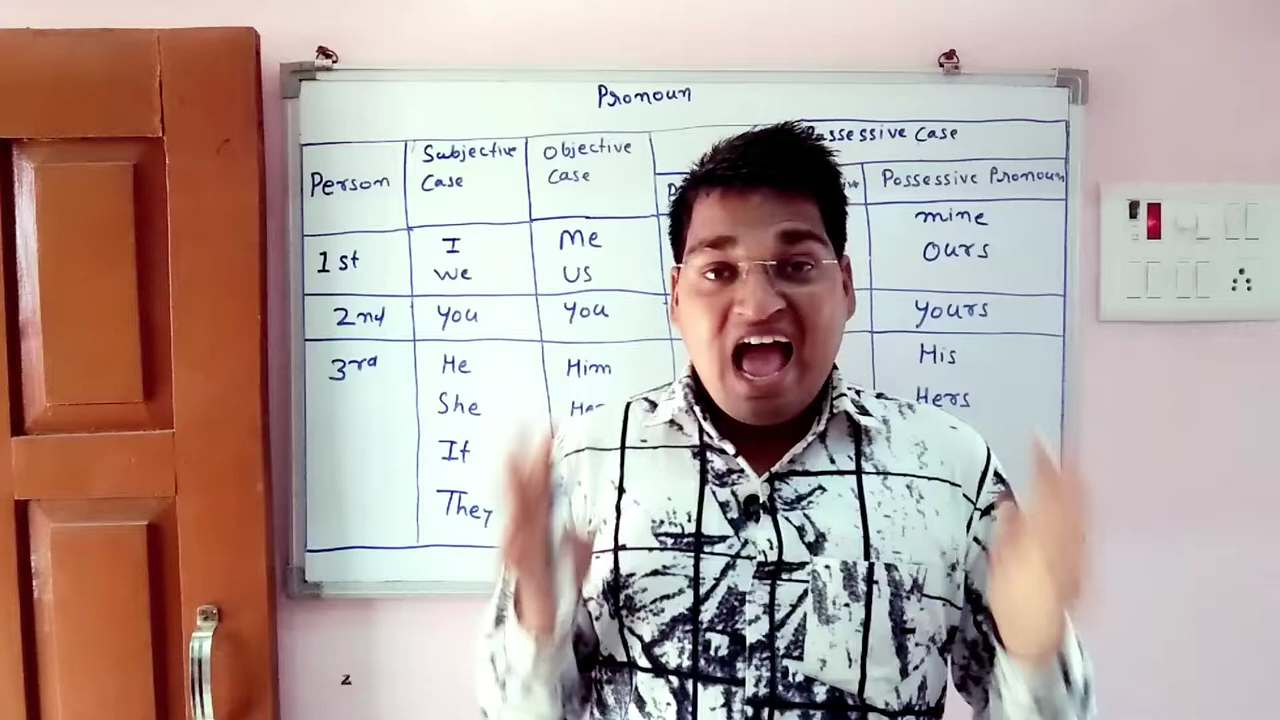 Pronoun
Person Subjective Case Objective Case Possessive Case
Possessive Pronoun
1st I Me mine
We US Ours
2nd You You Yours
3rd He Him His
She Hers
It
They
z